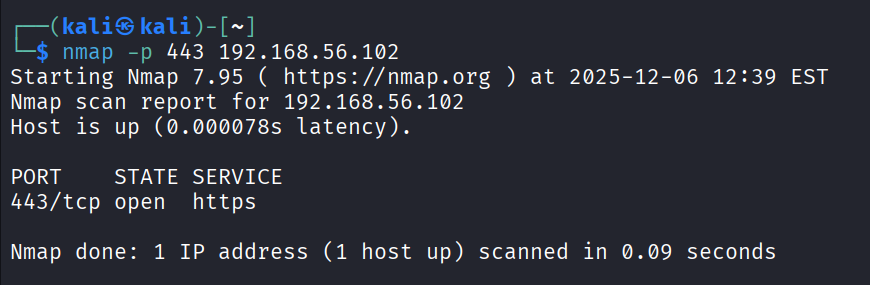 ┌──(kali㉿kali)-[~]
└─$ nmap -p 443 192.168.56.102
Starting Nmap 7.95 ( https://nmap.org ) at 2025-12-06 12:39 EST
Nmap scan report for 192.168.56.102
Host is up (0.000078s latency).

PORT    STATE SERVICE
443/tcp open  https

Nmap done: 1 IP address (1 host up) scanned in 0.09 seconds